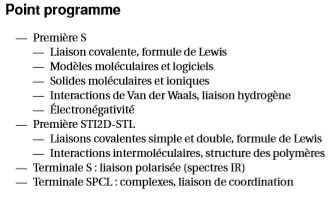 Point programme
— Première S
— Liaison covalente, formule de Lewis
— Modèles moléculaires et logiciels
— Solides moléculaires et ioniques
— Interactions de Van der Waals, liaison hydrogène
— Électronégativité
— Première STI2D-STL
— Liaisons covalentes simple et double, formule de Lewis
— Interactions intermoléculaires, structure des polymères
— Terminale S : liaison polarisée (spectres IR)
— Terminale SPCL : complexes, liaison de coordination